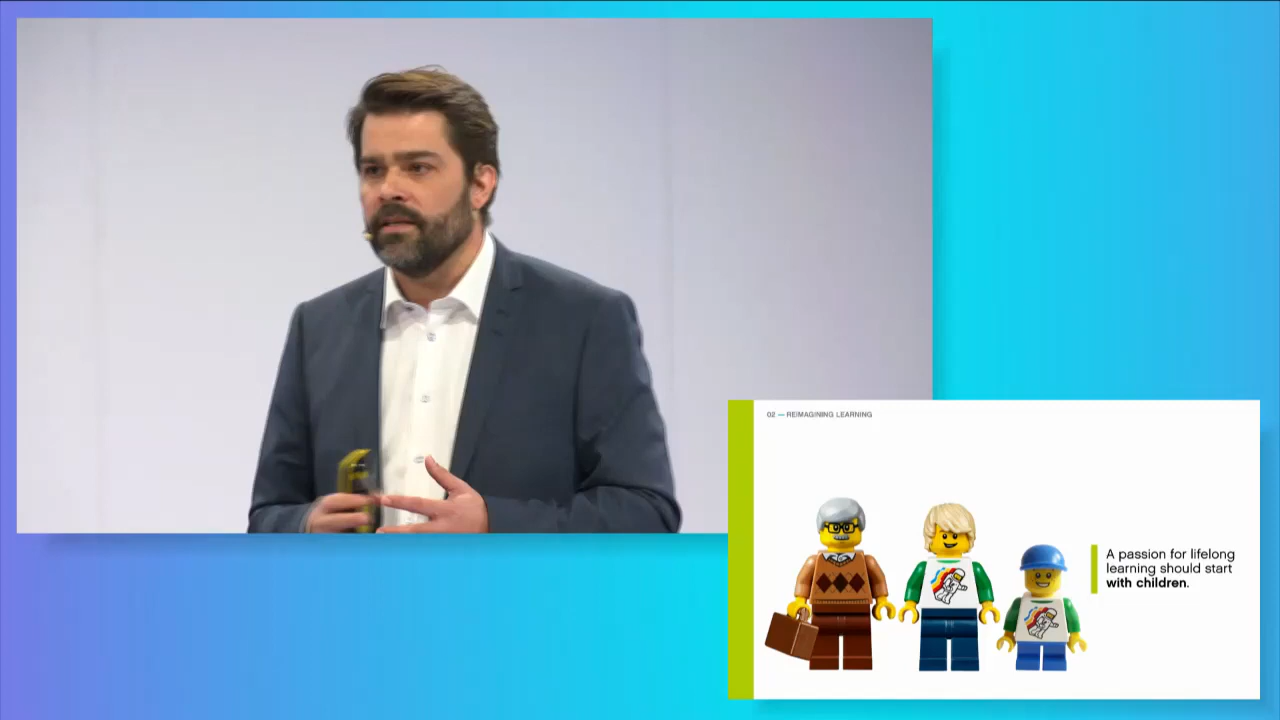 02 — REIMAGINING LEARNING
A passion for lifelong
learning should start
with children.